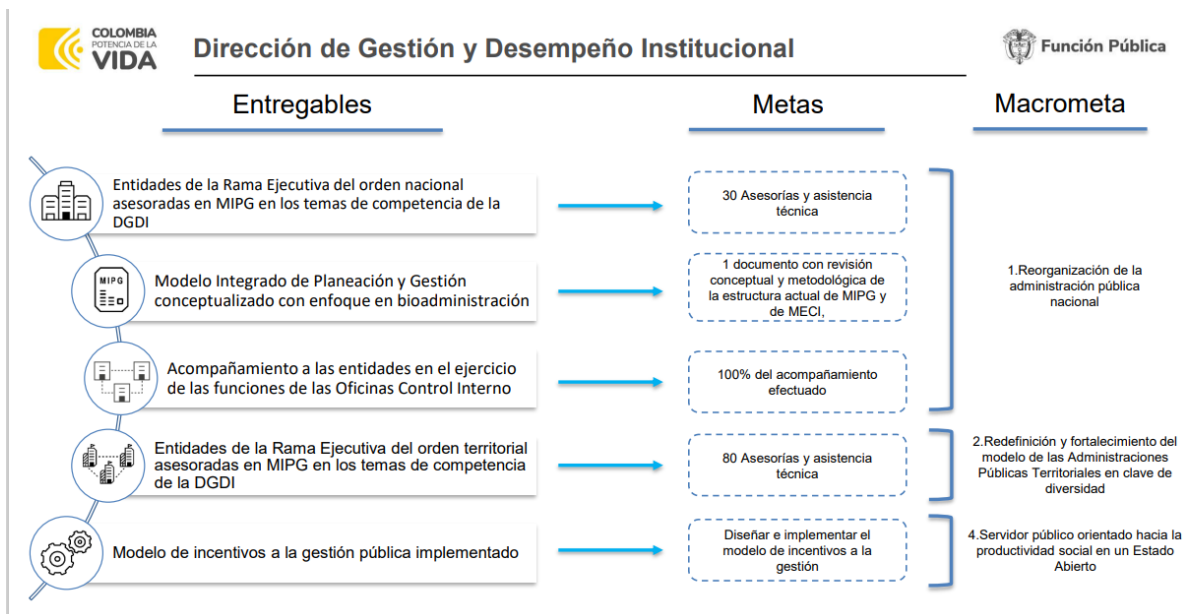 COLOMBIA
POTENCIA DE LA
VIDA
Dirección de Gestión y Desempeño Institucional
Función Pública
Entregables
Metas
Macrometa
Entidades de la Rama Ejecutiva del orden nacional
asesoradas en MIPG en los temas de competencia de la
DGDI
30 Asesorías y asistencia
técnica
MIPG
Modelo Integrado de Planeación y Gestión
conceptualizado con enfoque en bioadministración
1 documento con revisión
conceptual y metodológica de
la estructura actual de MIPG y
de MECI,
1.Reorganización de la
administración pública
nacional
Acompañamiento a las entidades en el ejercicio
de las funciones de las Oficinas Control Interno
100% del acompañamiento
efectuado
Entidades de la Rama Ejecutiva del orden territorial
asesoradas en MIPG en los temas de competencia
de la DGDI
80 Asesorías y asistencia
técnica
2.Redefinición y fortalecimiento del
modelo de las Administraciones
Públicas Territoriales en clave de
diversidad
Modelo de incentivos a la gestión pública implementado
Diseñar e implementar el
modelo de incentivos a la
gestión
4.Servidor público orientado hacia la
productividad social en un Estado
Abierto